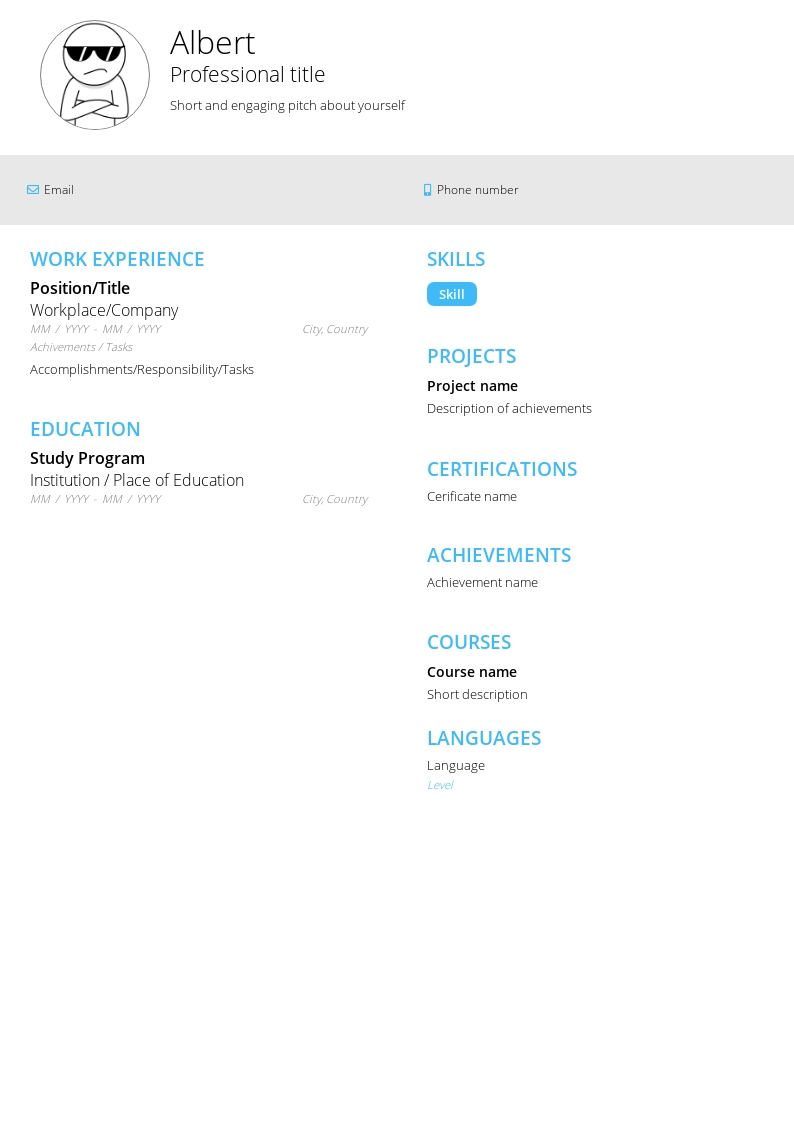 Albert
Professional title
Short and engaging pitch about yourself
Email
Phone number
WORK EXPERIENCE
Position/Title
Workplace/Company
MM / YYYY - MM / YYYY
City, Country
Achivements / Tasks
Accomplishments/Responsibility/Tasks
EDUCATION
Study Program
Institution / Place of Education
MM / YYYY - MM / YYYY
City, Country
SKILLS
Skill
PROJECTS
Project name
Description of achievements
CERTIFICATIONS
Cerificate name
ACHIEVEMENTS
Achievement name
COURSES
Course name
Short description
LANGUAGES
Language
Level